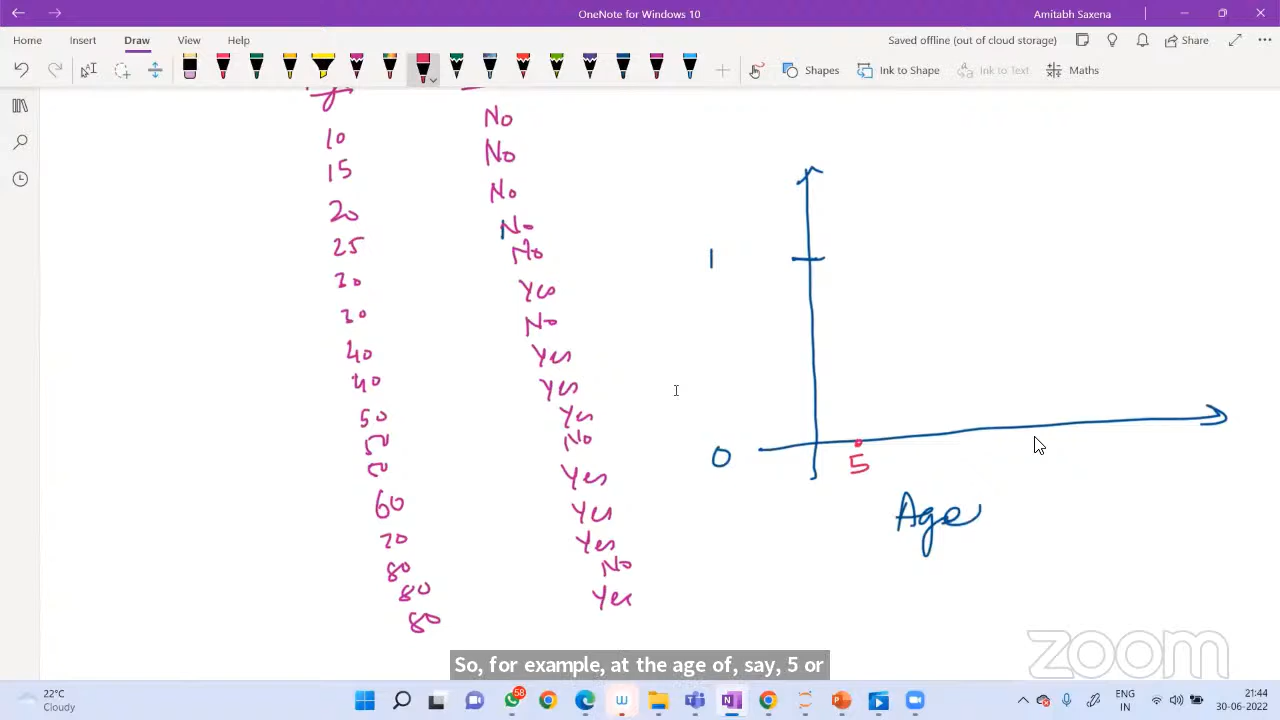 OneNote for Windows 10
Amitabh Saxena
Home Insert Draw View Help
Saved offline (out of cloud storage)
Share
Shapes
Ink to Shape
Ink to Text
Maths
No
10
No
15
No
20
No
25
No
30
Yes
30
No
40
Yes
40
Yes
50
Yes
No
60
Yes
70
Yes
80
Yes
80
No
80
Yes
1
0
5
Age
zoom
So, for example, at the age of, say, 5 or
22°C
58
ENG
IN
21:44
30-06-2022